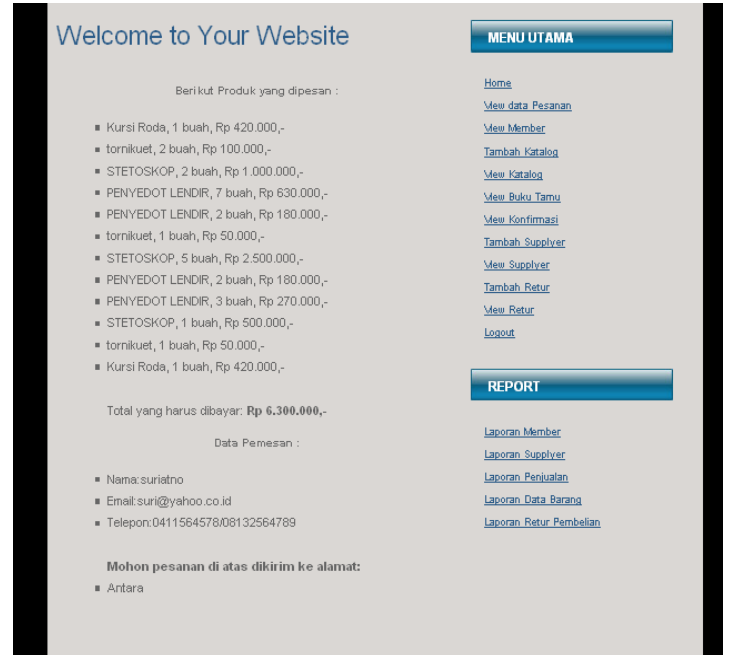 Welcome to Your Website
Berikut Produk yang dipesan :
Kursi Roda, 1 buah, Rp 420.000,-
tornikuet, 2 buah, Rp 100.000,-
STETOSKOP, 2 buah, Rp 1.000.000,-
PENYEDOT LENDIR, 7 buah, Rp 630.000,-
PENYEDOT LENDIR, 2 buah, Rp 180.000,-
tornikuet, 1 buah, Rp 50.000,-
STETOSKOP, 5 buah, Rp 2.500.000,-
PENYEDOT LENDIR, 2 buah, Rp 180.000,-
PENYEDOT LENDIR, 3 buah, Rp 270.000,-
STETOSKOP, 1 buah, Rp 500.000,-
tornikuet, 1 buah, Rp 50.000,-
Kursi Roda, 1 buah, Rp 420.000,-
Total yang harus dibayar: Rp 6.300.000,-
Data Pemesan :
Nama:suriatno
Email:suri@yahoo.co.id
Telepon:0411564578/08132564789
Mohon pesanan di atas dikirim ke alamat:
Antara
MENU UTAMA
Home
View data Pesanan
View Member
Tambah Katalog
View Katalog
View Buku Tamu
View Konfirmasi
Tambah Supplyer
View Supplyer
Tambah Retur
View Retur
Logout
REPORT
Laporan Member
Laporan Supplyer
Laporan Penjualan
Laporan Data Barang
Laporan Retur Pembelian